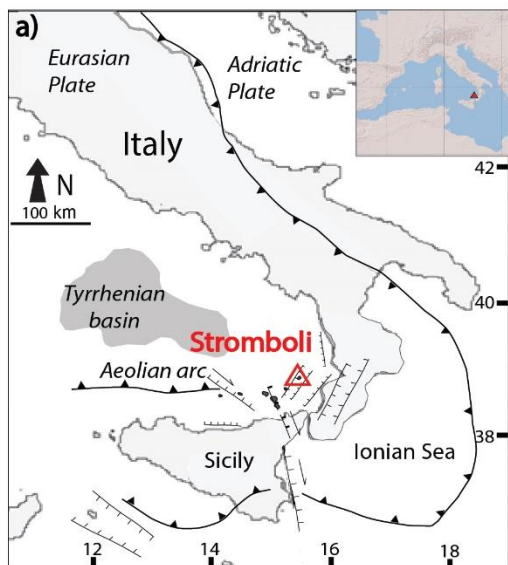 a)
Eurasian
Plate
Adriatic
Plate
Italy
N
100 km
42
Tyrrhenian
basin
40
Stromboli
Aeolian arc
38
Sicily
Ionian Sea
12
14
16
18